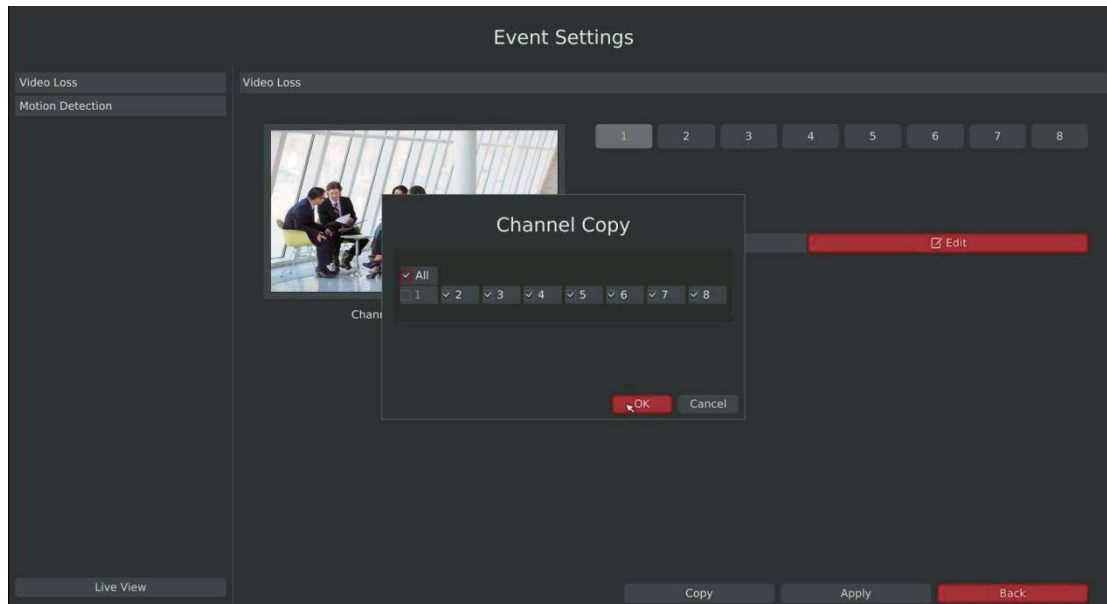 Event Settings
Video Loss
Motion Detection
Video Loss
1 2 3 4 5 6 7 8
Edit
Channel Copy
All
1 2 3 4 5 6 7 8
Chan
OK Cancel
Live View
Copy Apply Back